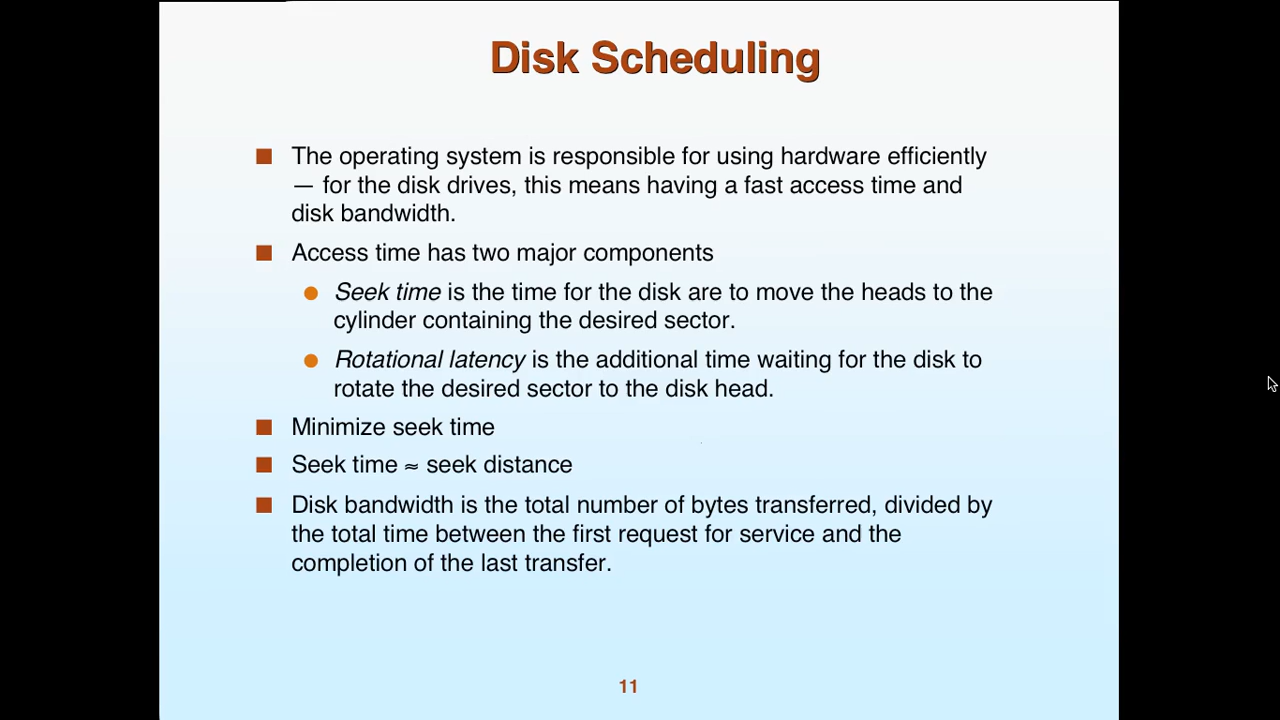 Disk Scheduling
The operating system is responsible for using hardware efficiently
— for the disk drives, this means having a fast access time and
disk bandwidth.
Access time has two major components
Seek time is the time for the disk are to move the heads to the
cylinder containing the desired sector.
Rotational latency is the additional time waiting for the disk to
rotate the desired sector to the disk head.
Minimize seek time
Seek time ≈ seek distance
Disk bandwidth is the total number of bytes transferred, divided by
the total time between the first request for service and the
completion of the last transfer.
11